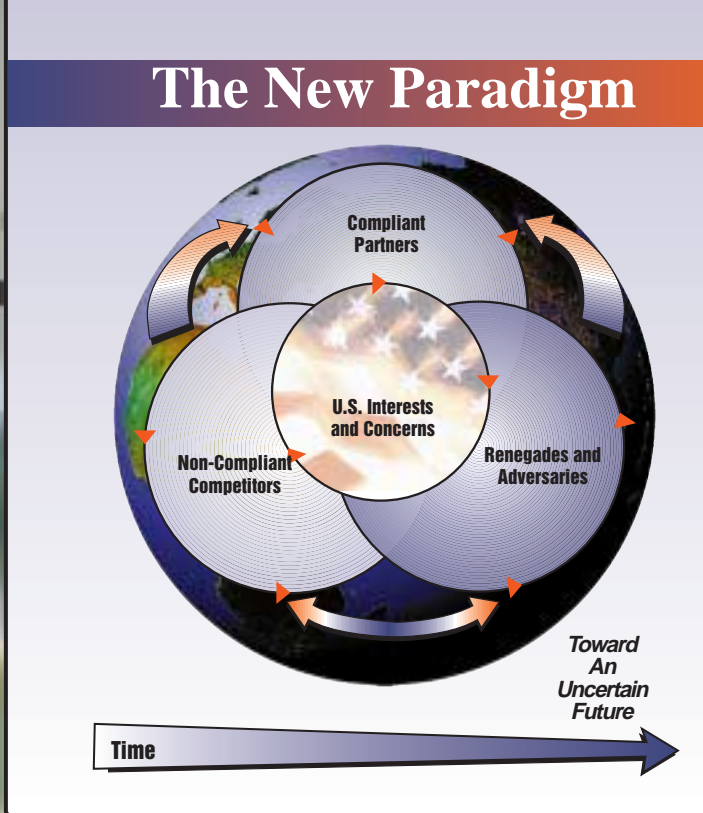 The New Paradigm
Compliant
Partners
U.S. Interests
and Concerns
Non-Compliant
Competitors
Renegades and
Adversaries
Toward
An
Uncertain
Future
Time